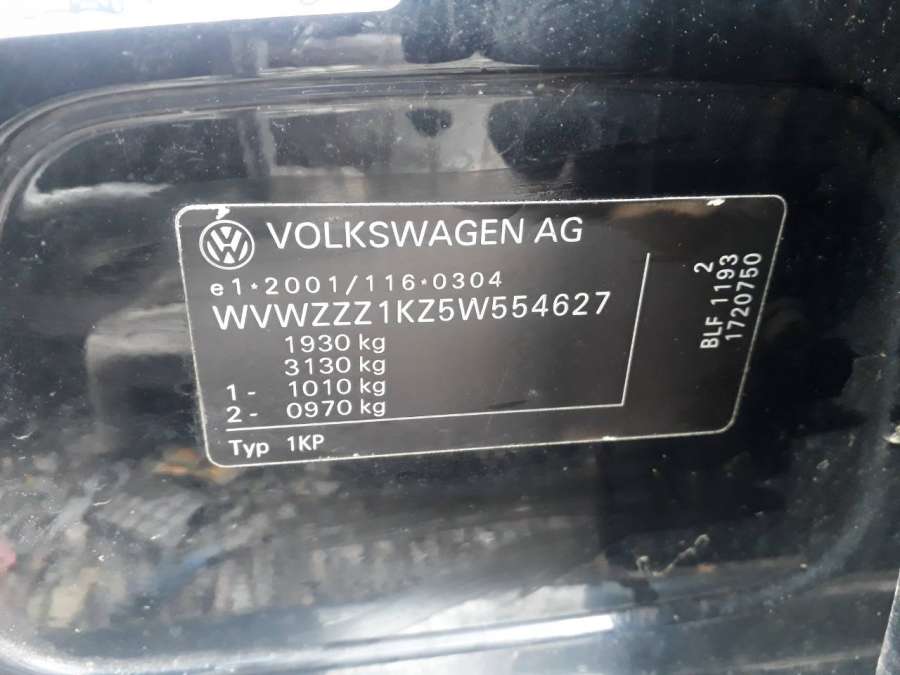 VOLKSWAGEN AG
e1*2001/116*0304
WVWZZZ1KZ5W554627
1930 kg
3130 kg
1- 1010 kg
2- 0970 kg
Typ 1KP
2
BLF 1193
1720750